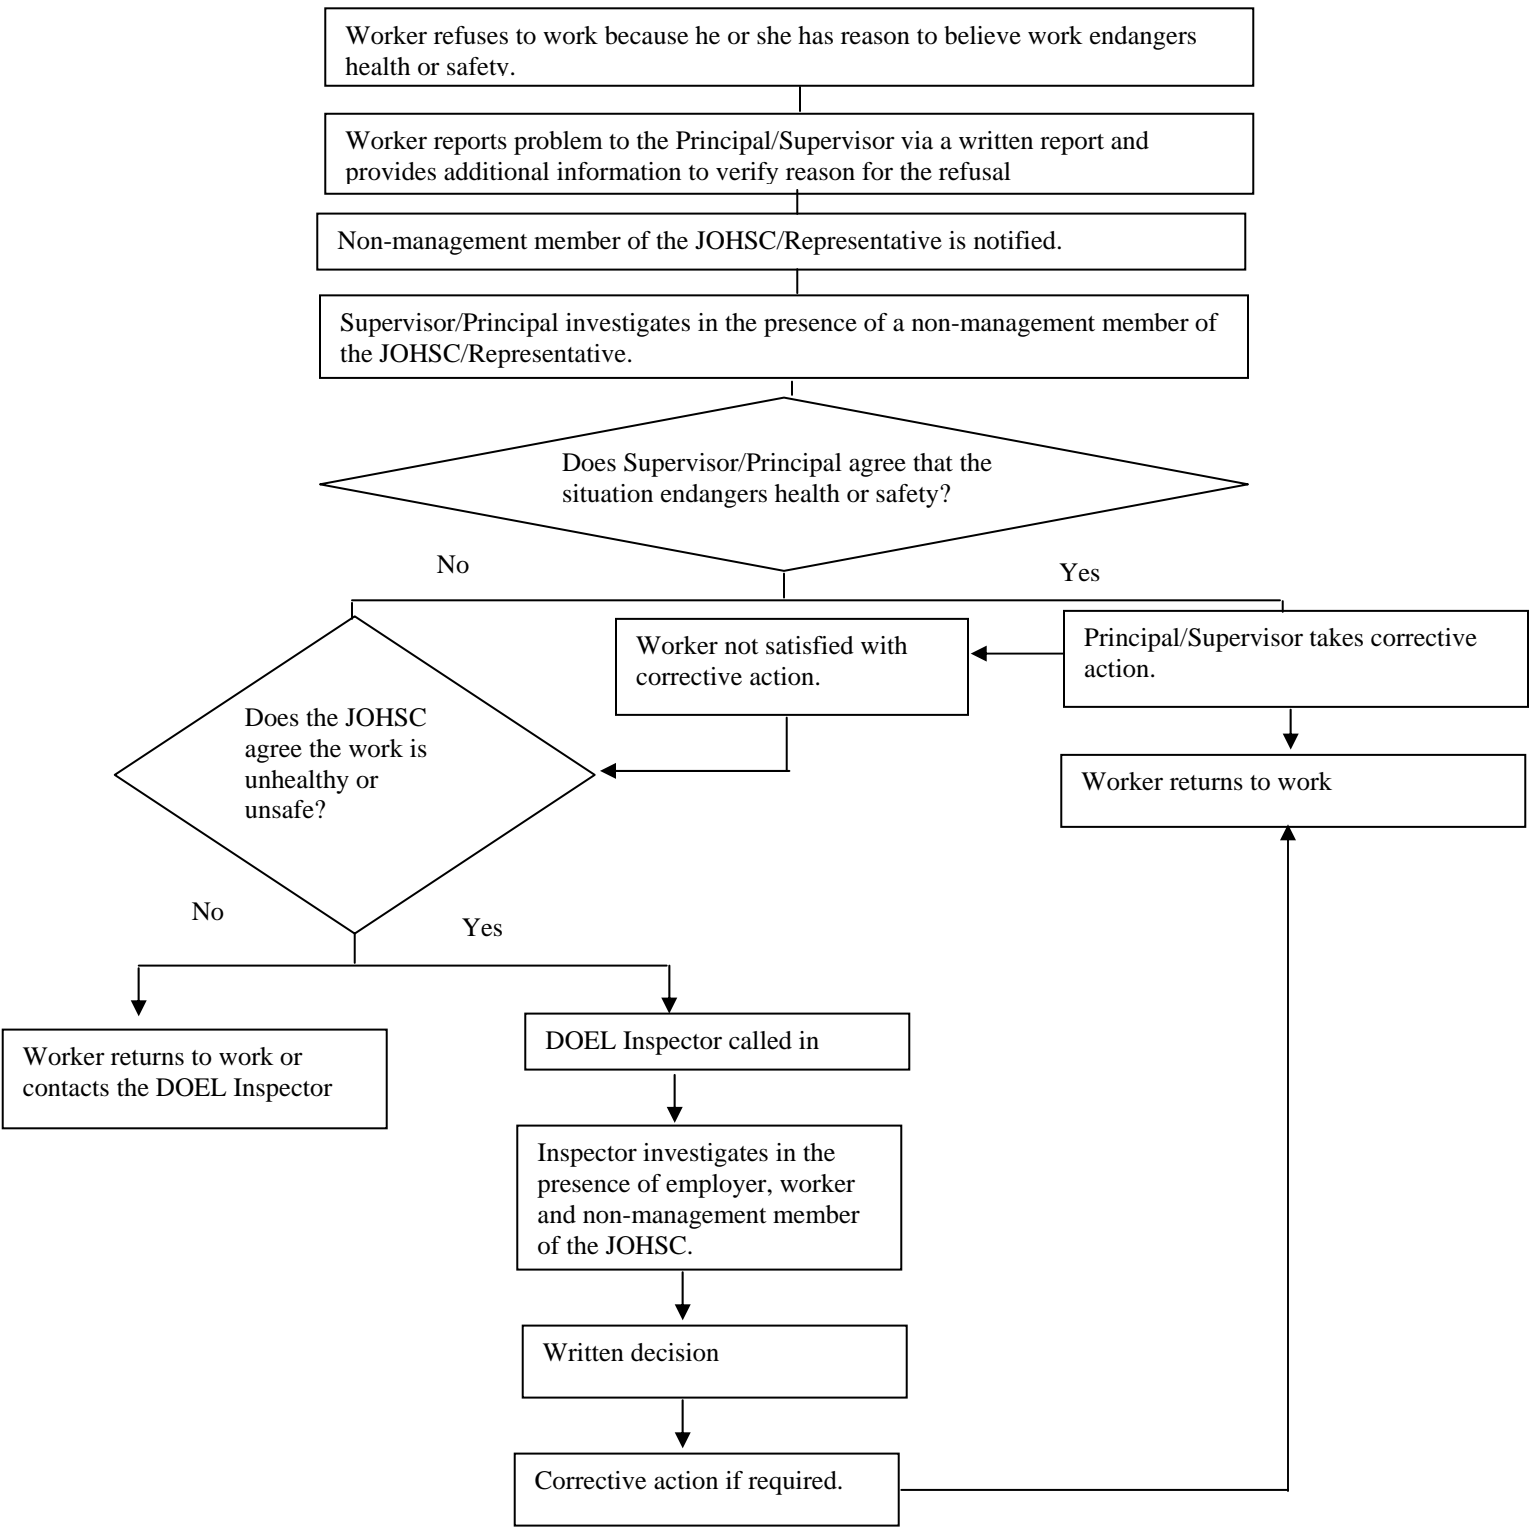 Worker refuses to work because he or she has reason to believe work endangers
health or safety.
Worker reports problem to the Principal/Supervisor via a written report and
provides additional information to verify reason for the refusal
Non-management member of the JOHSC/Representative is notified.
Supervisor/Principal investigates in the presence of a non-management member of
the JOHSC/Representative.
Does Supervisor/Principal agree that the
situation endangers health or safety?
No
Yes
Worker not satisfied with
corrective action.
Principal/Supervisor takes corrective
action.
Does the JOHSC
agree the work is
unhealthy or
unsafe?
Worker returns to work
No
Yes
Worker returns to work or
contacts the DOEL Inspector
DOEL Inspector called in
Inspector investigates in the
presence of employer, worker
and non-management member
of the JOHSC.
Written decision
Corrective action if required.